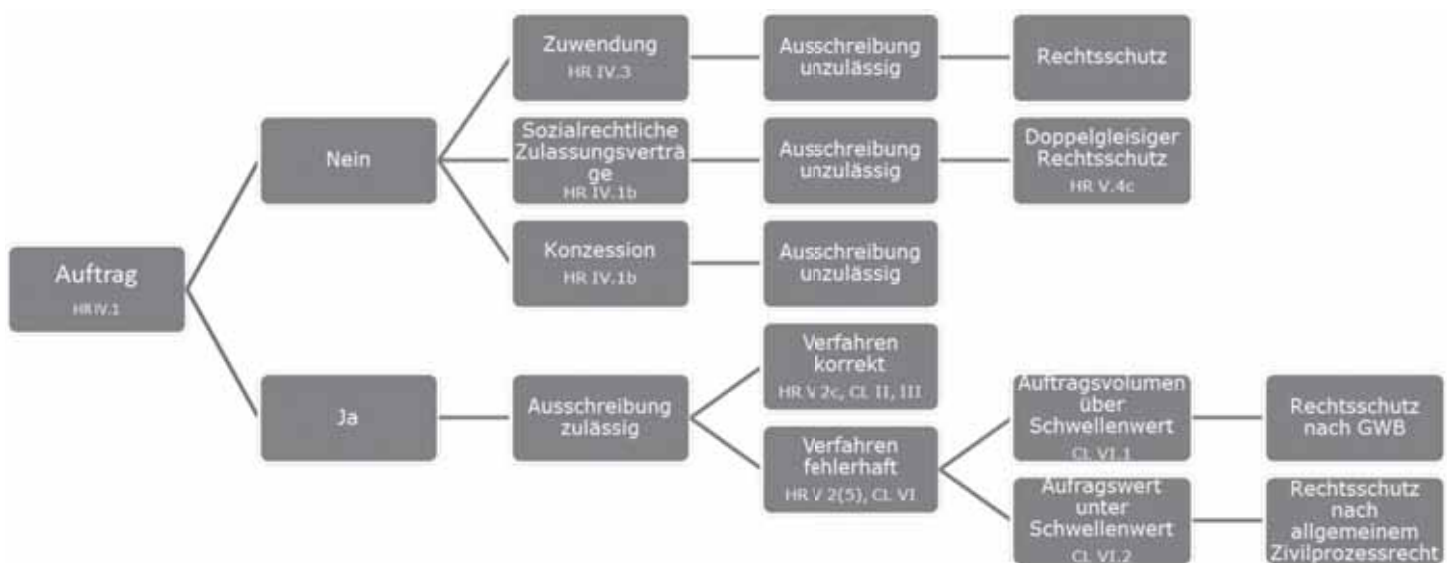 Auftrag
HR IV.1
Nein
Zuwendung
HR IV.3
Ausschreibung
unzulässig
Rechtsschutz
Sozialrechtliche
Zulassungsverträ
ge
HR IV.1b
Ausschreibung
unzulässig
Doppelgleisiger
Rechtsschutz
HR V.4c
Konzession
HR IV.1b
Ausschreibung
unzulässig
Ja
Ausschreibung
zulässig
Verfahren
korrekt
HR V 2c, CL II, III
Verfahren
fehlerhaft
HR V 2(5), CL VI
Auftragsvolumen
über
Schwellenwert
CL VI.1
Rechtsschutz
nach GWB
Aufragswert
unter
Schwellenwert
CL VI.2
Rechtsschutz
nach
allgemeinem
Zivilprozessrecht